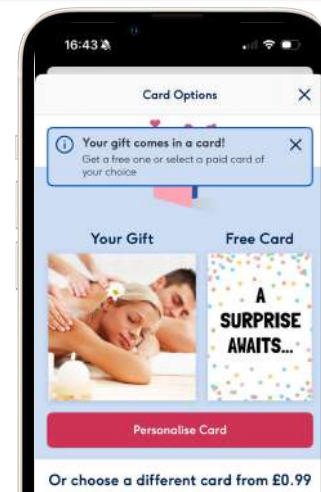 16:43
Card Options
Your gift comes in a card!
Get a free one or select a paid card of
your choice
Your Gift
Free Card
A
SURPRISE
AWAITS...
Personalise Card
Or choose a different card from £0.99